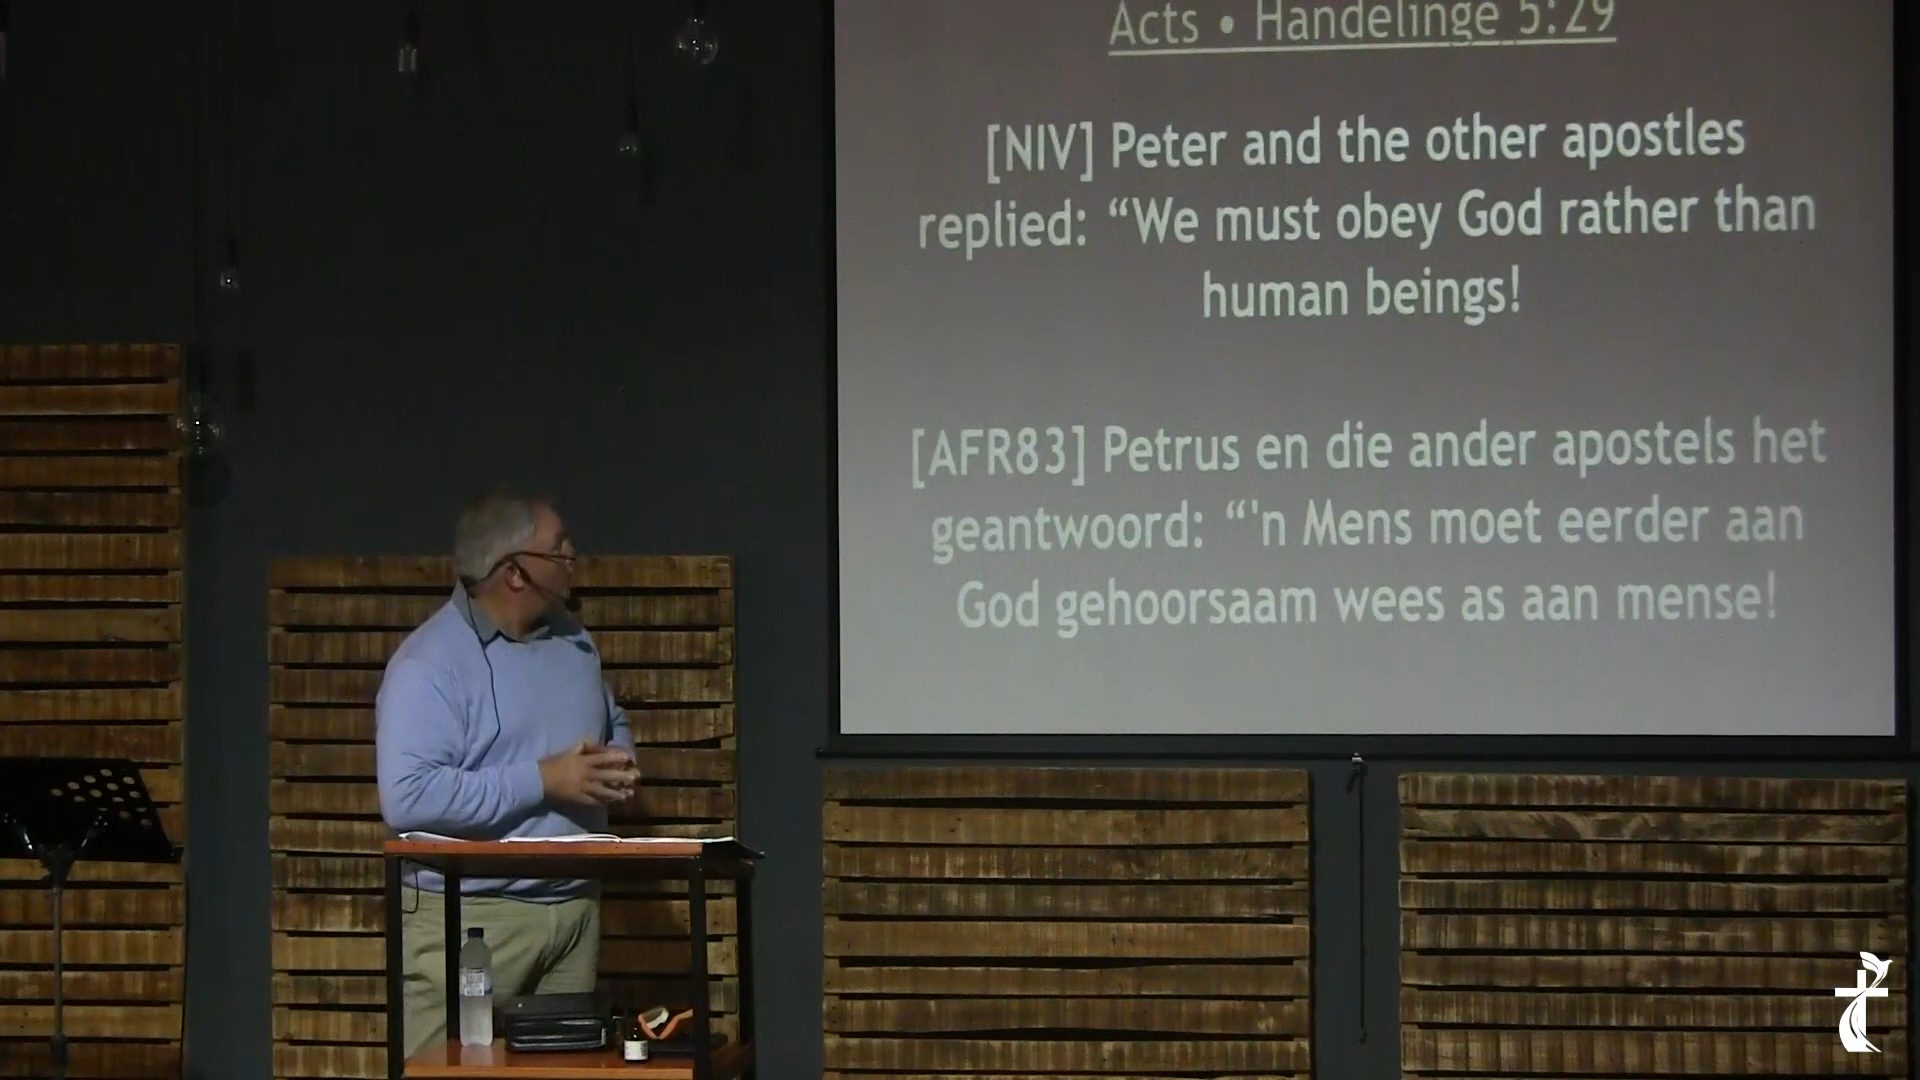 Acts • Handelinge 5:29
[NIV] Peter and the other apostles
replied: “We must obey God rather than
human beings!
[AFR83] Petrus en die ander apostels het
geantwoord: “'n Mens moet eerder aan
God gehoorsaam wees as aan mense!